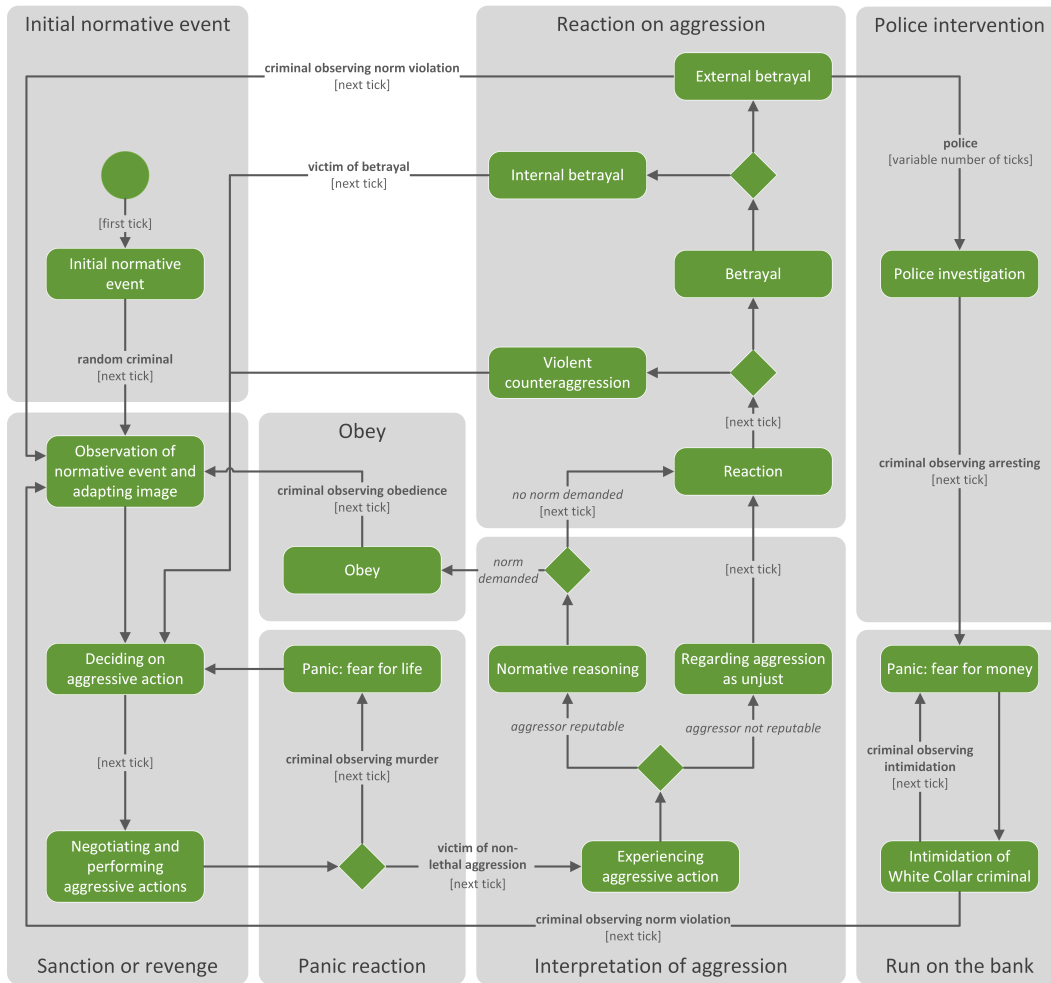 Initial normative event
Reaction on aggression
Police intervention
criminal observing norm violation
[next tick]
External betrayal
police
[variable number of ticks]
victim of betrayal
[next tick]
Internal betrayal
[first tick]
Initial normative
event
Betrayal
Police investigation
random criminal
[next tick]
Violent
counteraggression
[next tick]
Obey
Observation of
normative event and
adapting image
criminal observing obedience
[next tick]
no norm demanded
[next tick]
Reaction
criminal observing arresting
[next tick]
Obey
norm
demanded
[next tick]
Deciding on
aggressive action
Panic: fear for life
Normative reasoning
Regarding aggression
as unjust
Panic: fear for money
aggressor reputable
aggressor not reputable
[next tick]
criminal observing murder
[next tick]
criminal observing
intimidation
[next tick]
Negotiating and
performing
aggressive actions
victim of non-
lethal aggression
[next tick]
Experiencing
aggressive action
Intimidation of
White Collar criminal
criminal observing norm violation
[next tick]
Sanction or revenge
Panic reaction
Interpretation of aggression
Run on the bank